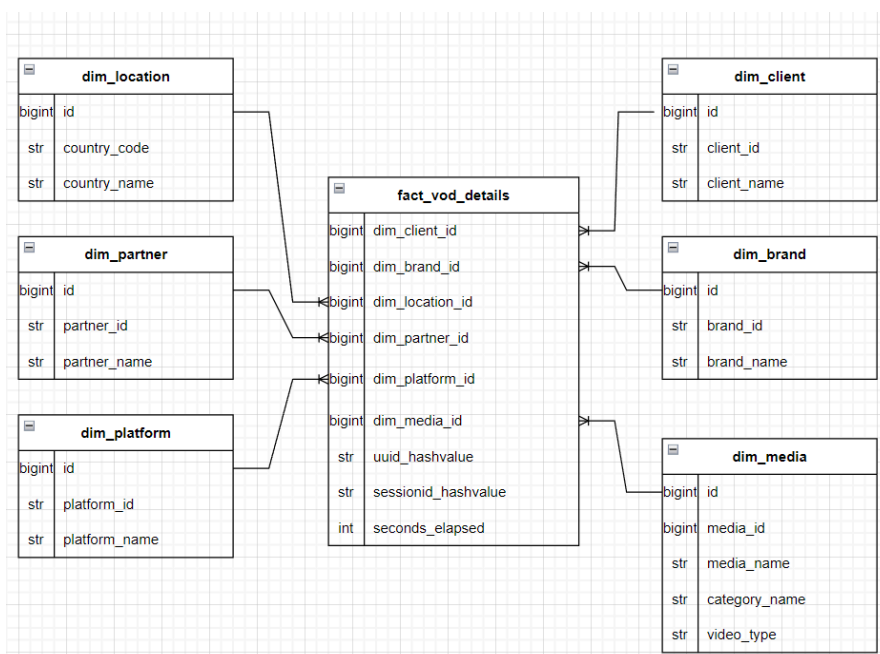 dim_location
bigint id
str country_code
str country_name
dim_partner
bigint id
str partner_id
str partner_name
dim_platform
bigint id
str platform_id
str platform_name
fact_vod_details
bigint dim_client_id
bigint dim_brand_id
bigint dim_location_id
bigint dim_partner_id
bigint dim_platform_id
bigint dim_media_id
str uuid_hashvalue
str sessionid_hashvalue
int seconds_elapsed
dim_client
bigint id
str client_id
str client_name
dim_brand
bigint id
str brand_id
str brand_name
dim_media
bigint id
bigint media_id
str media_name
str category_name
str video_type